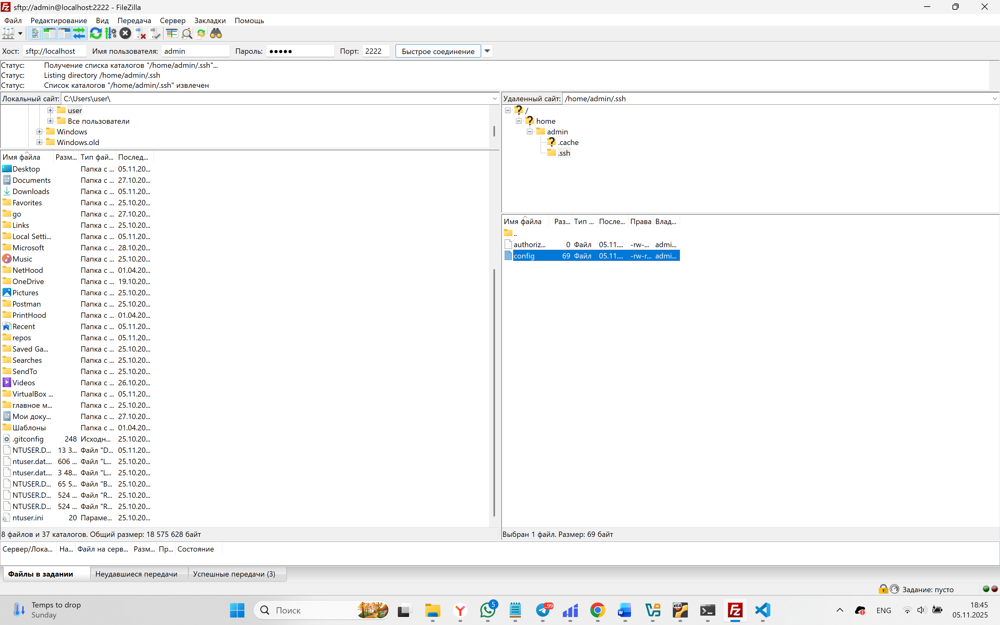 sftp://admin@localhost:2222 - FileZilla
Файл Редактирование Вид Передача Сервер Закладки Помощь
Хост: sftp://localhost Имя пользователя: admin Пароль: ●●●●● Порт: 2222 Быстрое соединение
Статус: Получение списка каталогов "/home/admin/.ssh"...
Статус: Listing directory /home/admin/.ssh
Статус: Список каталогов "/home/admin/.ssh" извлечен
Локальный сайт: C:\Users\user\
user
Все пользователи
Windows
Windows.old
Имя файла Разм... Тип фай... Послед...
Desktop Папка с ... 05.11.20...
Documents Папка с ... 27.10.20...
Downloads Папка с ... 05.11.20...
Favorites Папка с ... 25.10.20...
go Папка с ... 27.10.20...
Links Папка с ... 25.10.20...
Local Setti... Папка с ... 05.11.20...
Microsoft Папка с ... 28.10.20...
Music Папка с ... 25.10.20...
NetHood Папка с ... 01.04.20...
OneDrive Папка с ... 19.10.20...
Pictures Папка с ... 25.10.20...
Postman Папка с ... 25.10.20...
PrintHood Папка с ... 01.04.20...
Recent Папка с ... 05.11.20...
repos Папка с ... 05.11.20...
Saved Ga... Папка с ... 25.10.20...
Searches Папка с ... 25.10.20...
SendTo Папка с ... 25.10.20...
Videos Папка с ... 26.10.20...
VirtualBox ... Папка с ... 05.11.20...
главное м... Папка с ... 25.10.20...
Мои доку... Папка с ... 27.10.20...
Шаблоны Папка с ... 01.04.20...
.gitconfig 248 Исходн... 25.10.20...
NTUSER.D... 13 3... Файл "D... 05.11.20...
ntuser.dat.... 606 ... Файл "L... 25.10.20...
ntuser.dat.... 3 48... Файл "L... 25.10.20...
NTUSER.D... 65 5... Файл "B... 25.10.20...
NTUSER.D... 524 ... Файл "R... 25.10.20...
NTUSER.D... 524 ... Файл "R... 25.10.20...
ntuser.ini 20 Параме... 25.10.20...
8 файлов и 37 каталогов. Общий размер: 18 575 628 байт
Удаленный сайт: /home/admin/.ssh
/
home
admin
.cache
.ssh
Имя файла Раз... Тип ... После... Права Влад...
..
authoriz... 0 Файл 05.11.... -rw-... admi...
config 69 Файл 05.11.... -rw-r... admi...
Выбран 1 файл. Размер: 69 байт
Сервер/Лока... На... Файл на серв... Разм... Пр... Состояние
Файлы в задании Неудавшиеся передачи Успешные передачи (3)
Задание: пусто
Temps to drop
Sunday
Поиск
5
..99
x64
ENG
18:45
05.11.2025